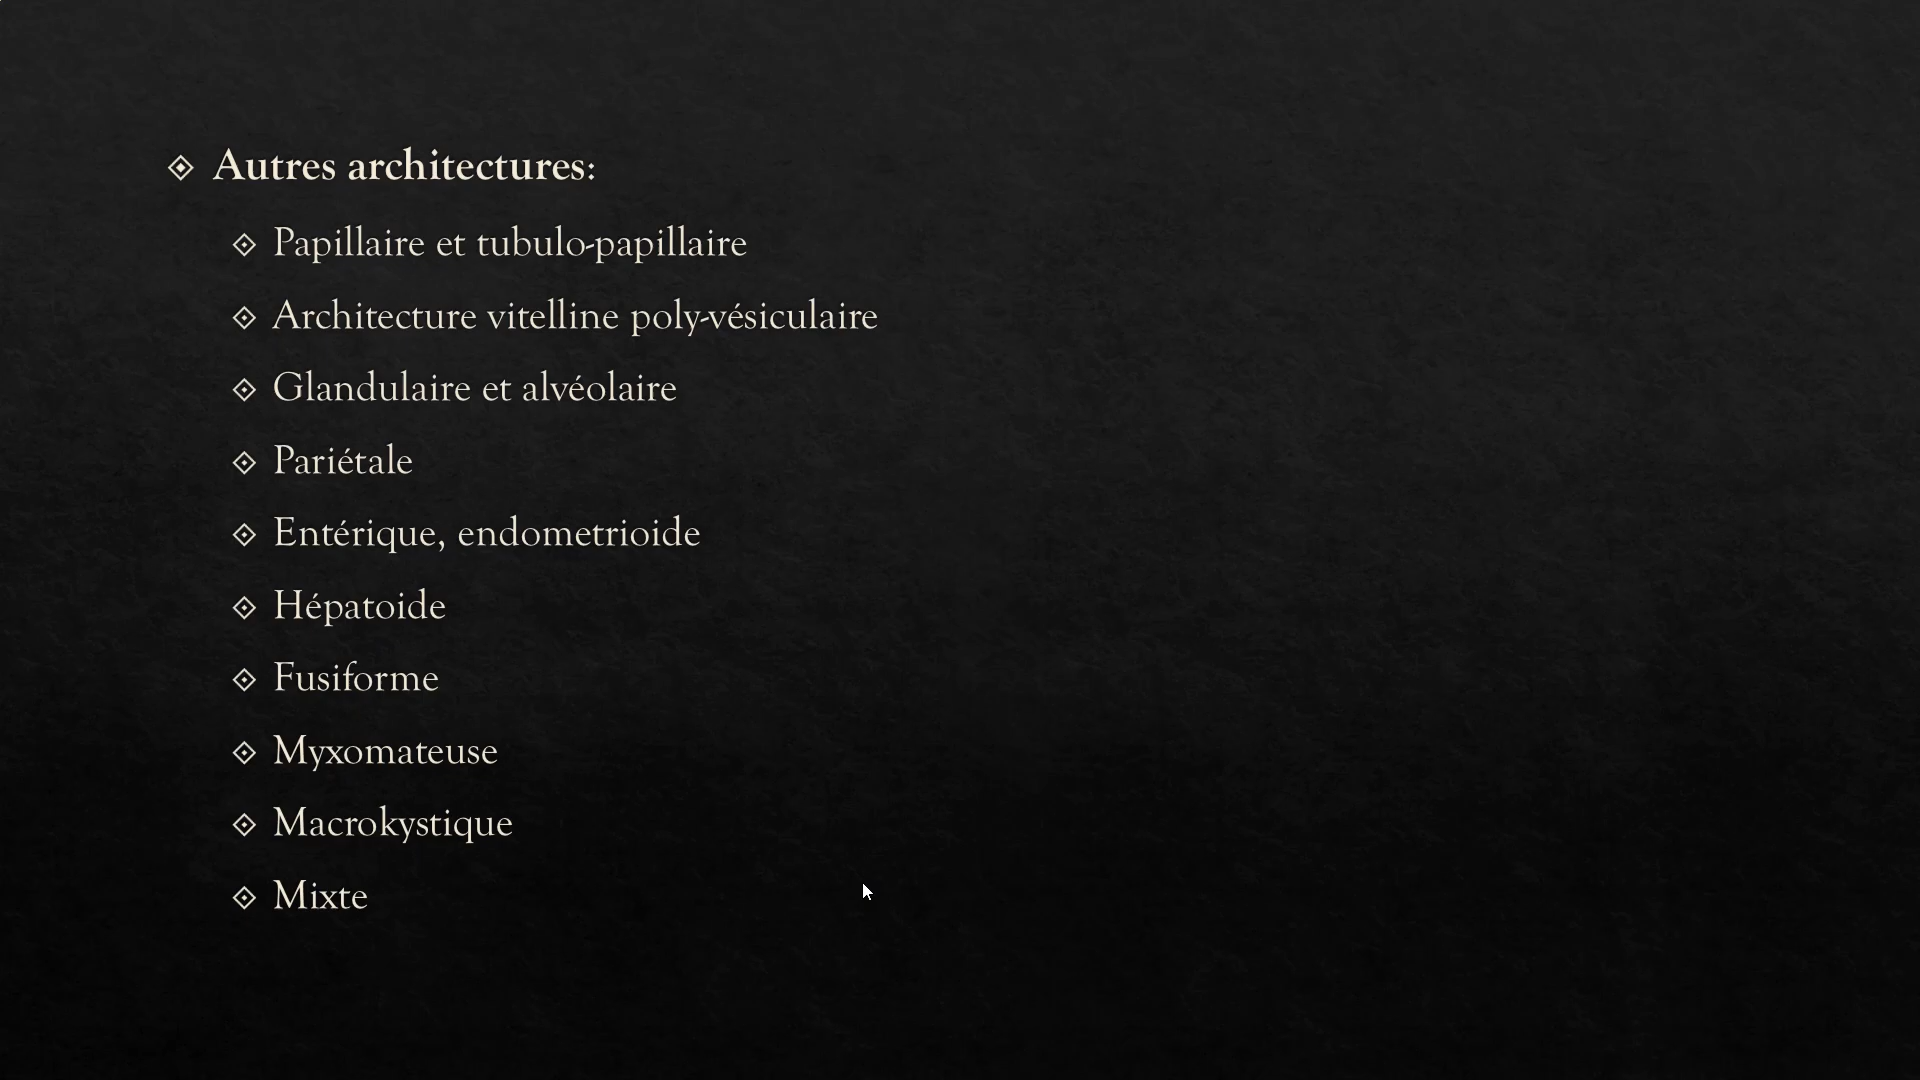 Autres architectures:
Papillaire et tubulo-papillaire
Architecture vitelline poly-vésiculaire
Glandulaire et alvéolaire
Pariétale
Entérique, endometrioide
Hépatoide
Fusiforme
Myxomateuse
Macrokystique
Mixte